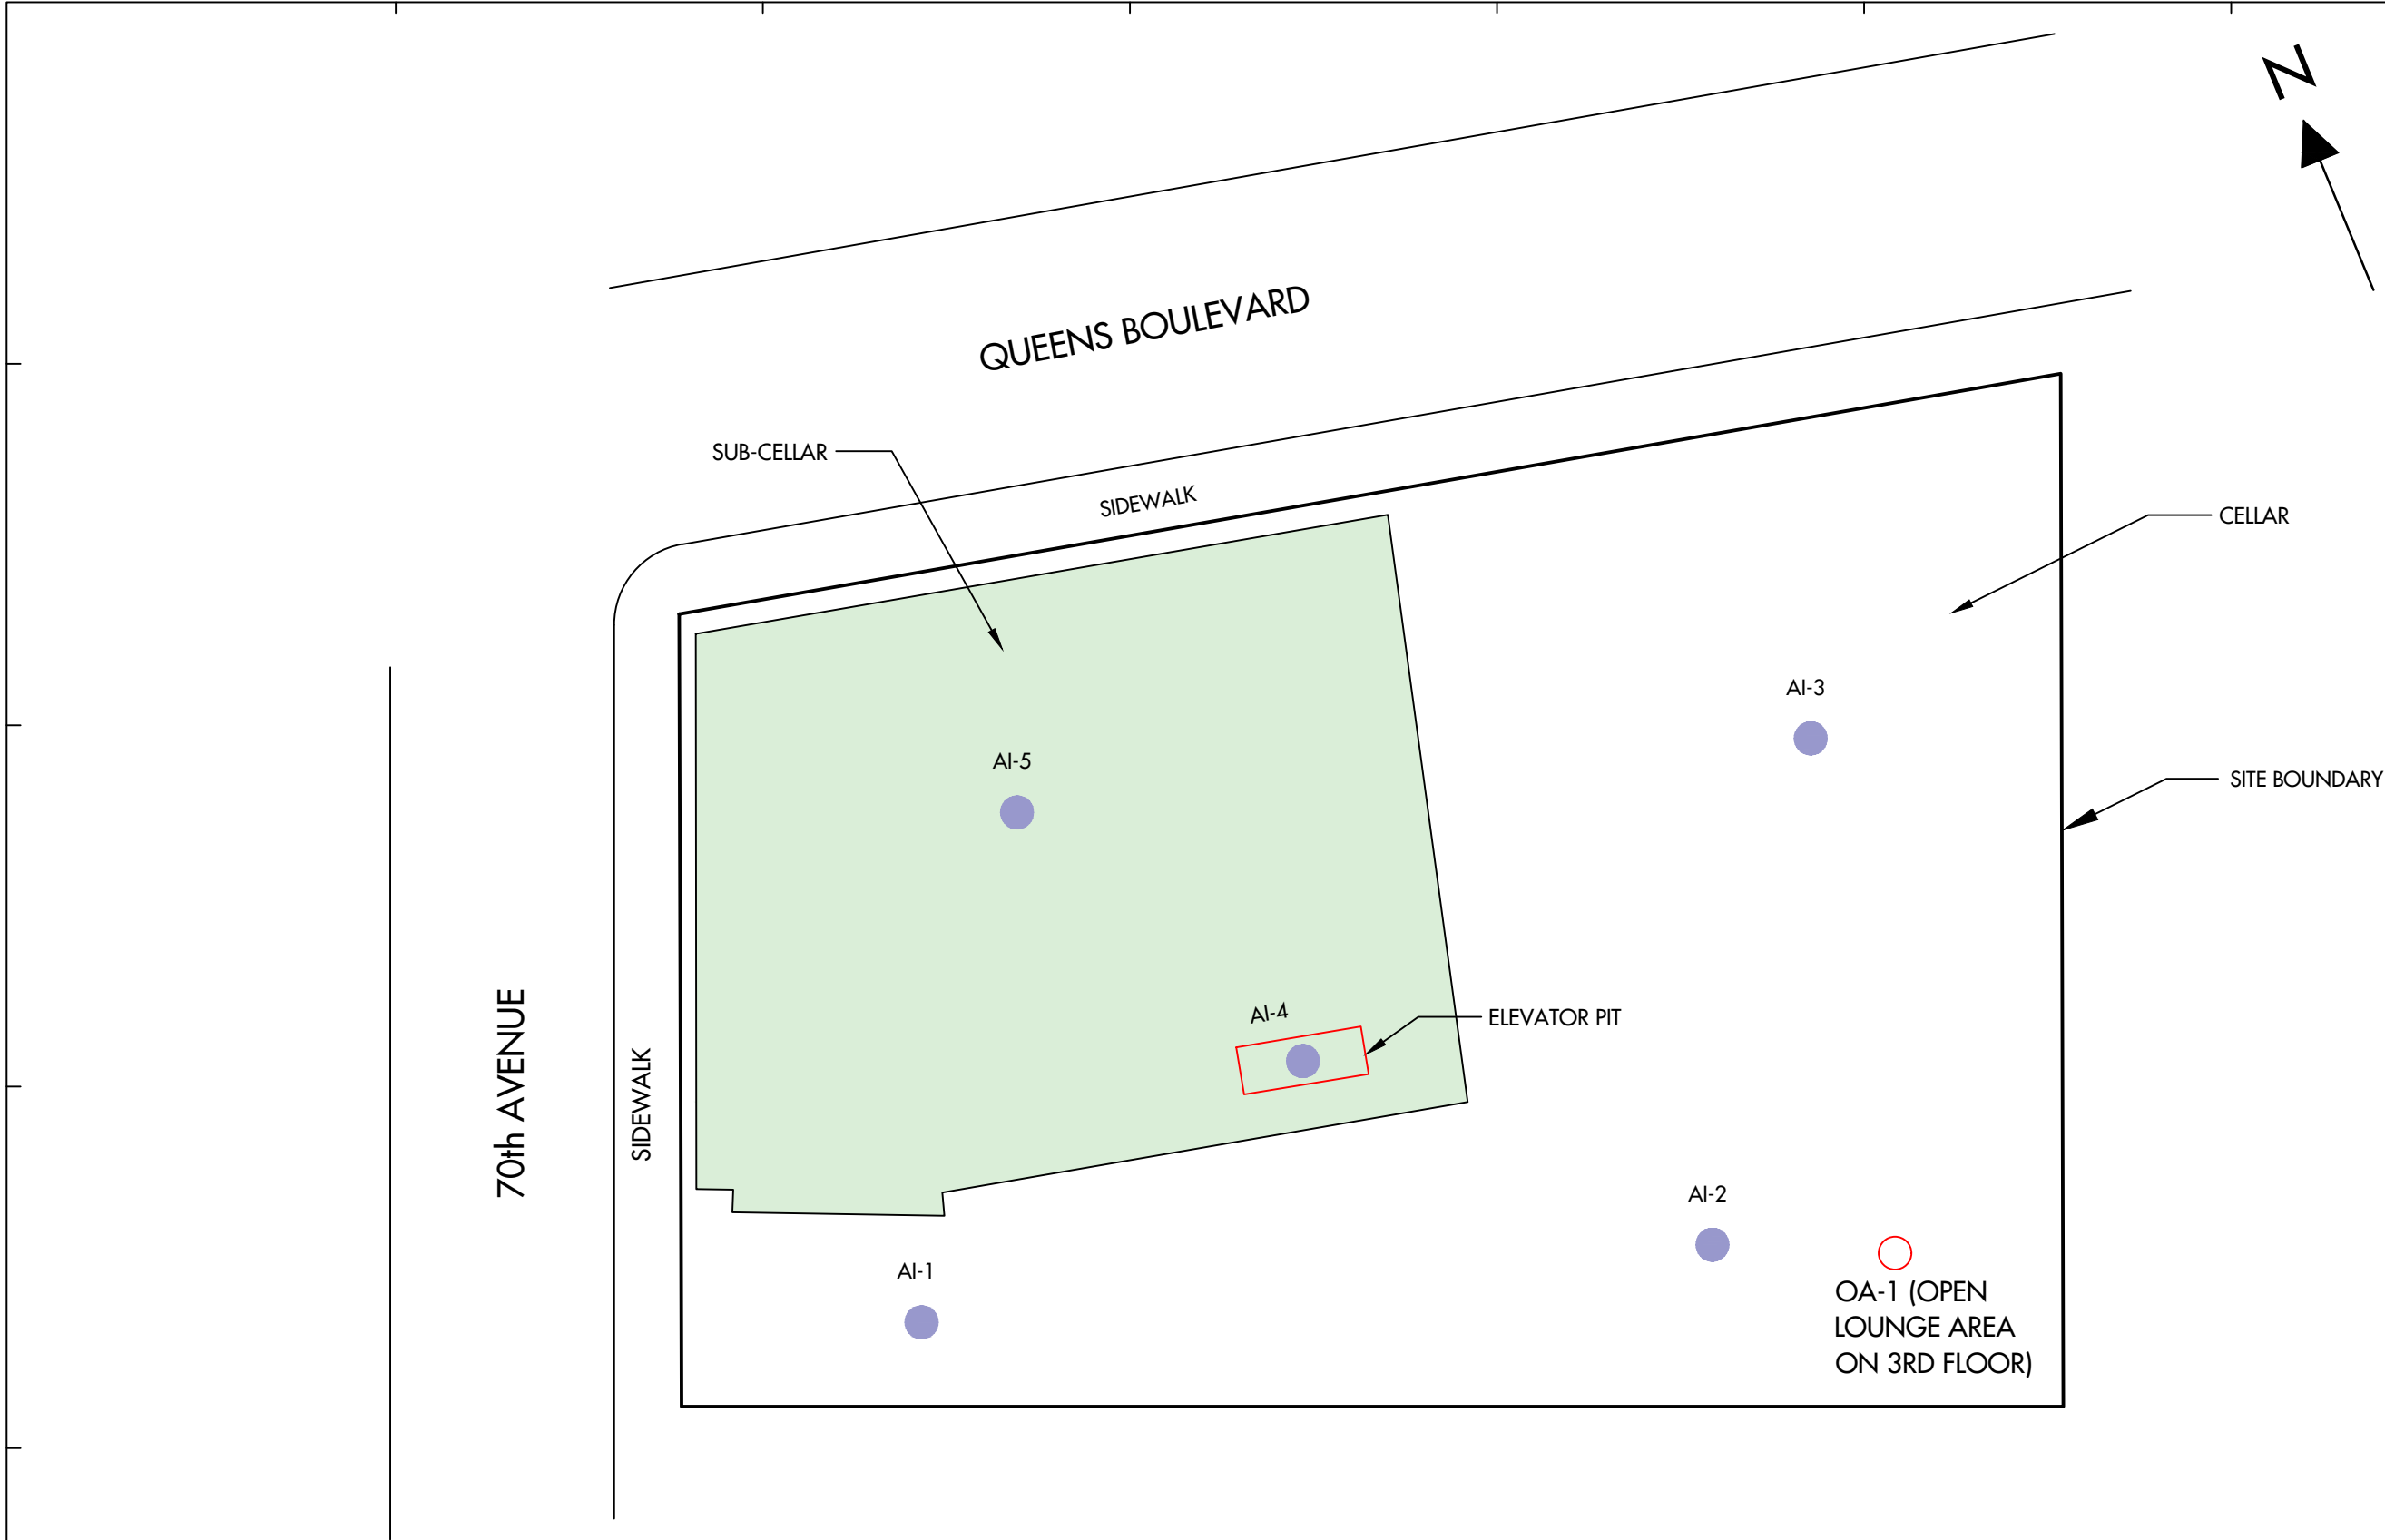 N
QUEENS BOULEVARD
SUB-CELLAR
SIDEWALK
CELLAR
AI-3
AI-5
SITE BOUNDARY
70th AVENUE
SIDEWALK
AI-4
ELEVATOR PIT
AI-2
AI-1
OA-1 (OPEN
LOUNGE AREA
ON 3RD FLOOR)